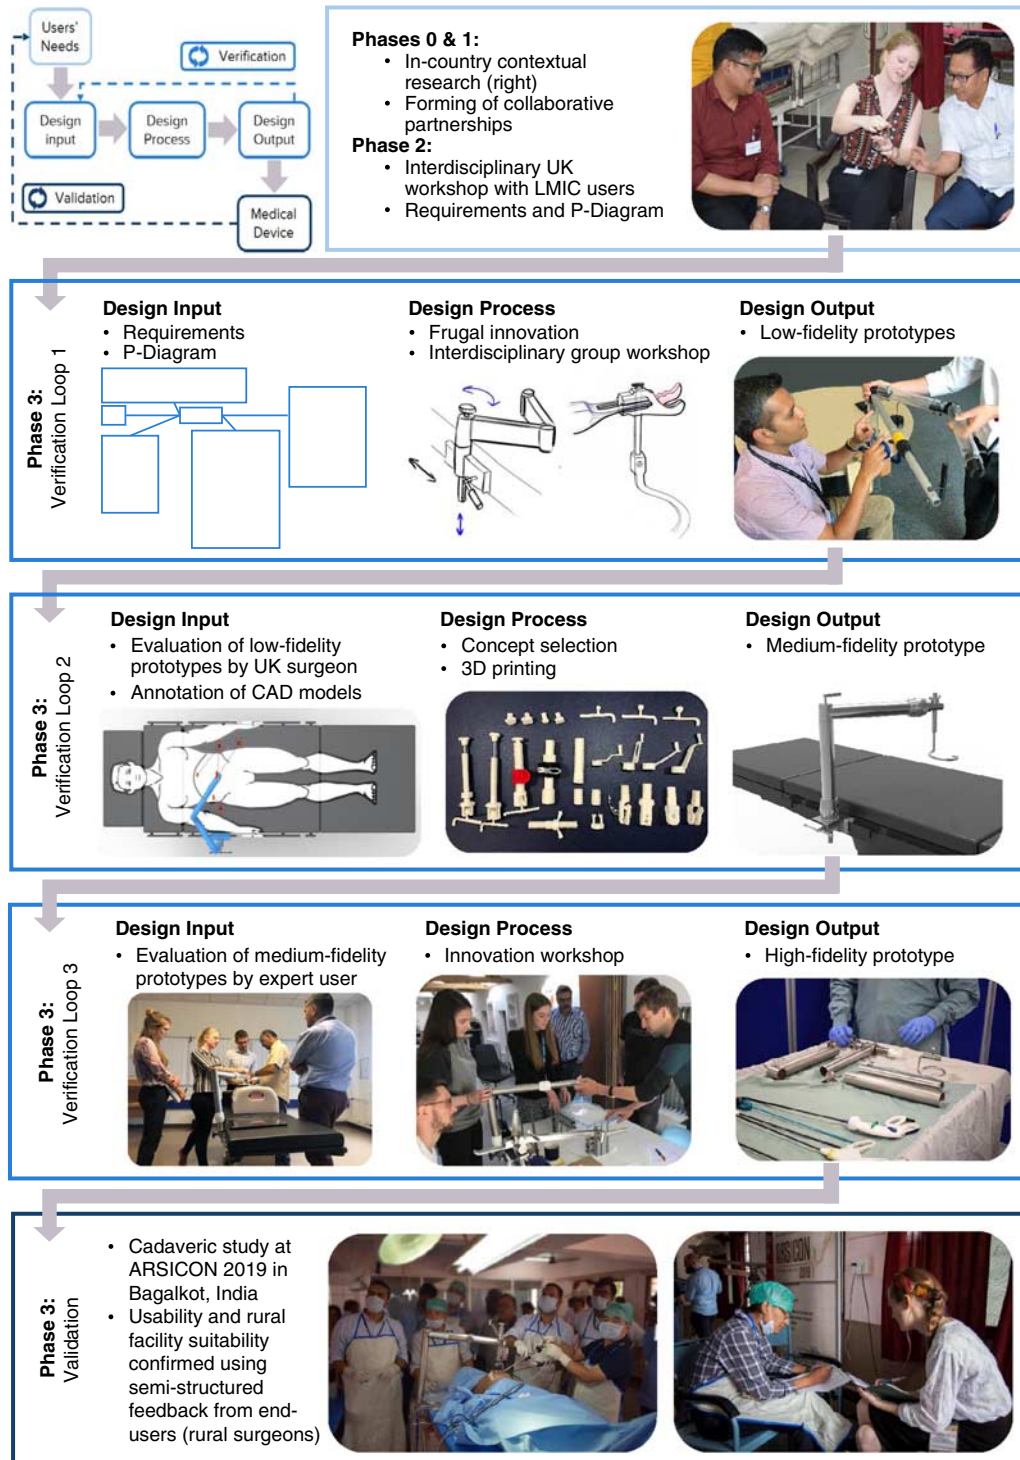 Users'
Needs
Verification
Design
input
Design
Process
Design
Output
Validation
Medical
Device
Phases 0 & 1:
• In-country contextual
research (right)
• Forming of collaborative
partnerships
Phase 2:
• Interdisciplinary UK
workshop with LMIC users
• Requirements and P-Diagram
Phase 3:
Verification Loop 1
Design Input
• Requirements
• P-Diagram
Design Process
• Frugal innovation
• Interdisciplinary group workshop
Design Output
• Low-fidelity prototypes
Phase 3:
Verification Loop 2
Design Input
• Evaluation of low-fidelity
prototypes by UK surgeon
• Annotation of CAD models
Design Process
• Concept selection
• 3D printing
Design Output
• Medium-fidelity prototype
Phase 3:
Verification Loop 3
Design Input
• Evaluation of medium-fidelity
prototypes by expert user
Design Process
• Innovation workshop
Design Output
• High-fidelity prototype
Phase 3:
Validation
• Cadaveric study at
ARSICON 2019 in
Bagalkot, India
• Usability and rural
facility suitability
confirmed using
semi-structured
feedback from end-
users (rural surgeons)
ARSICON
2019